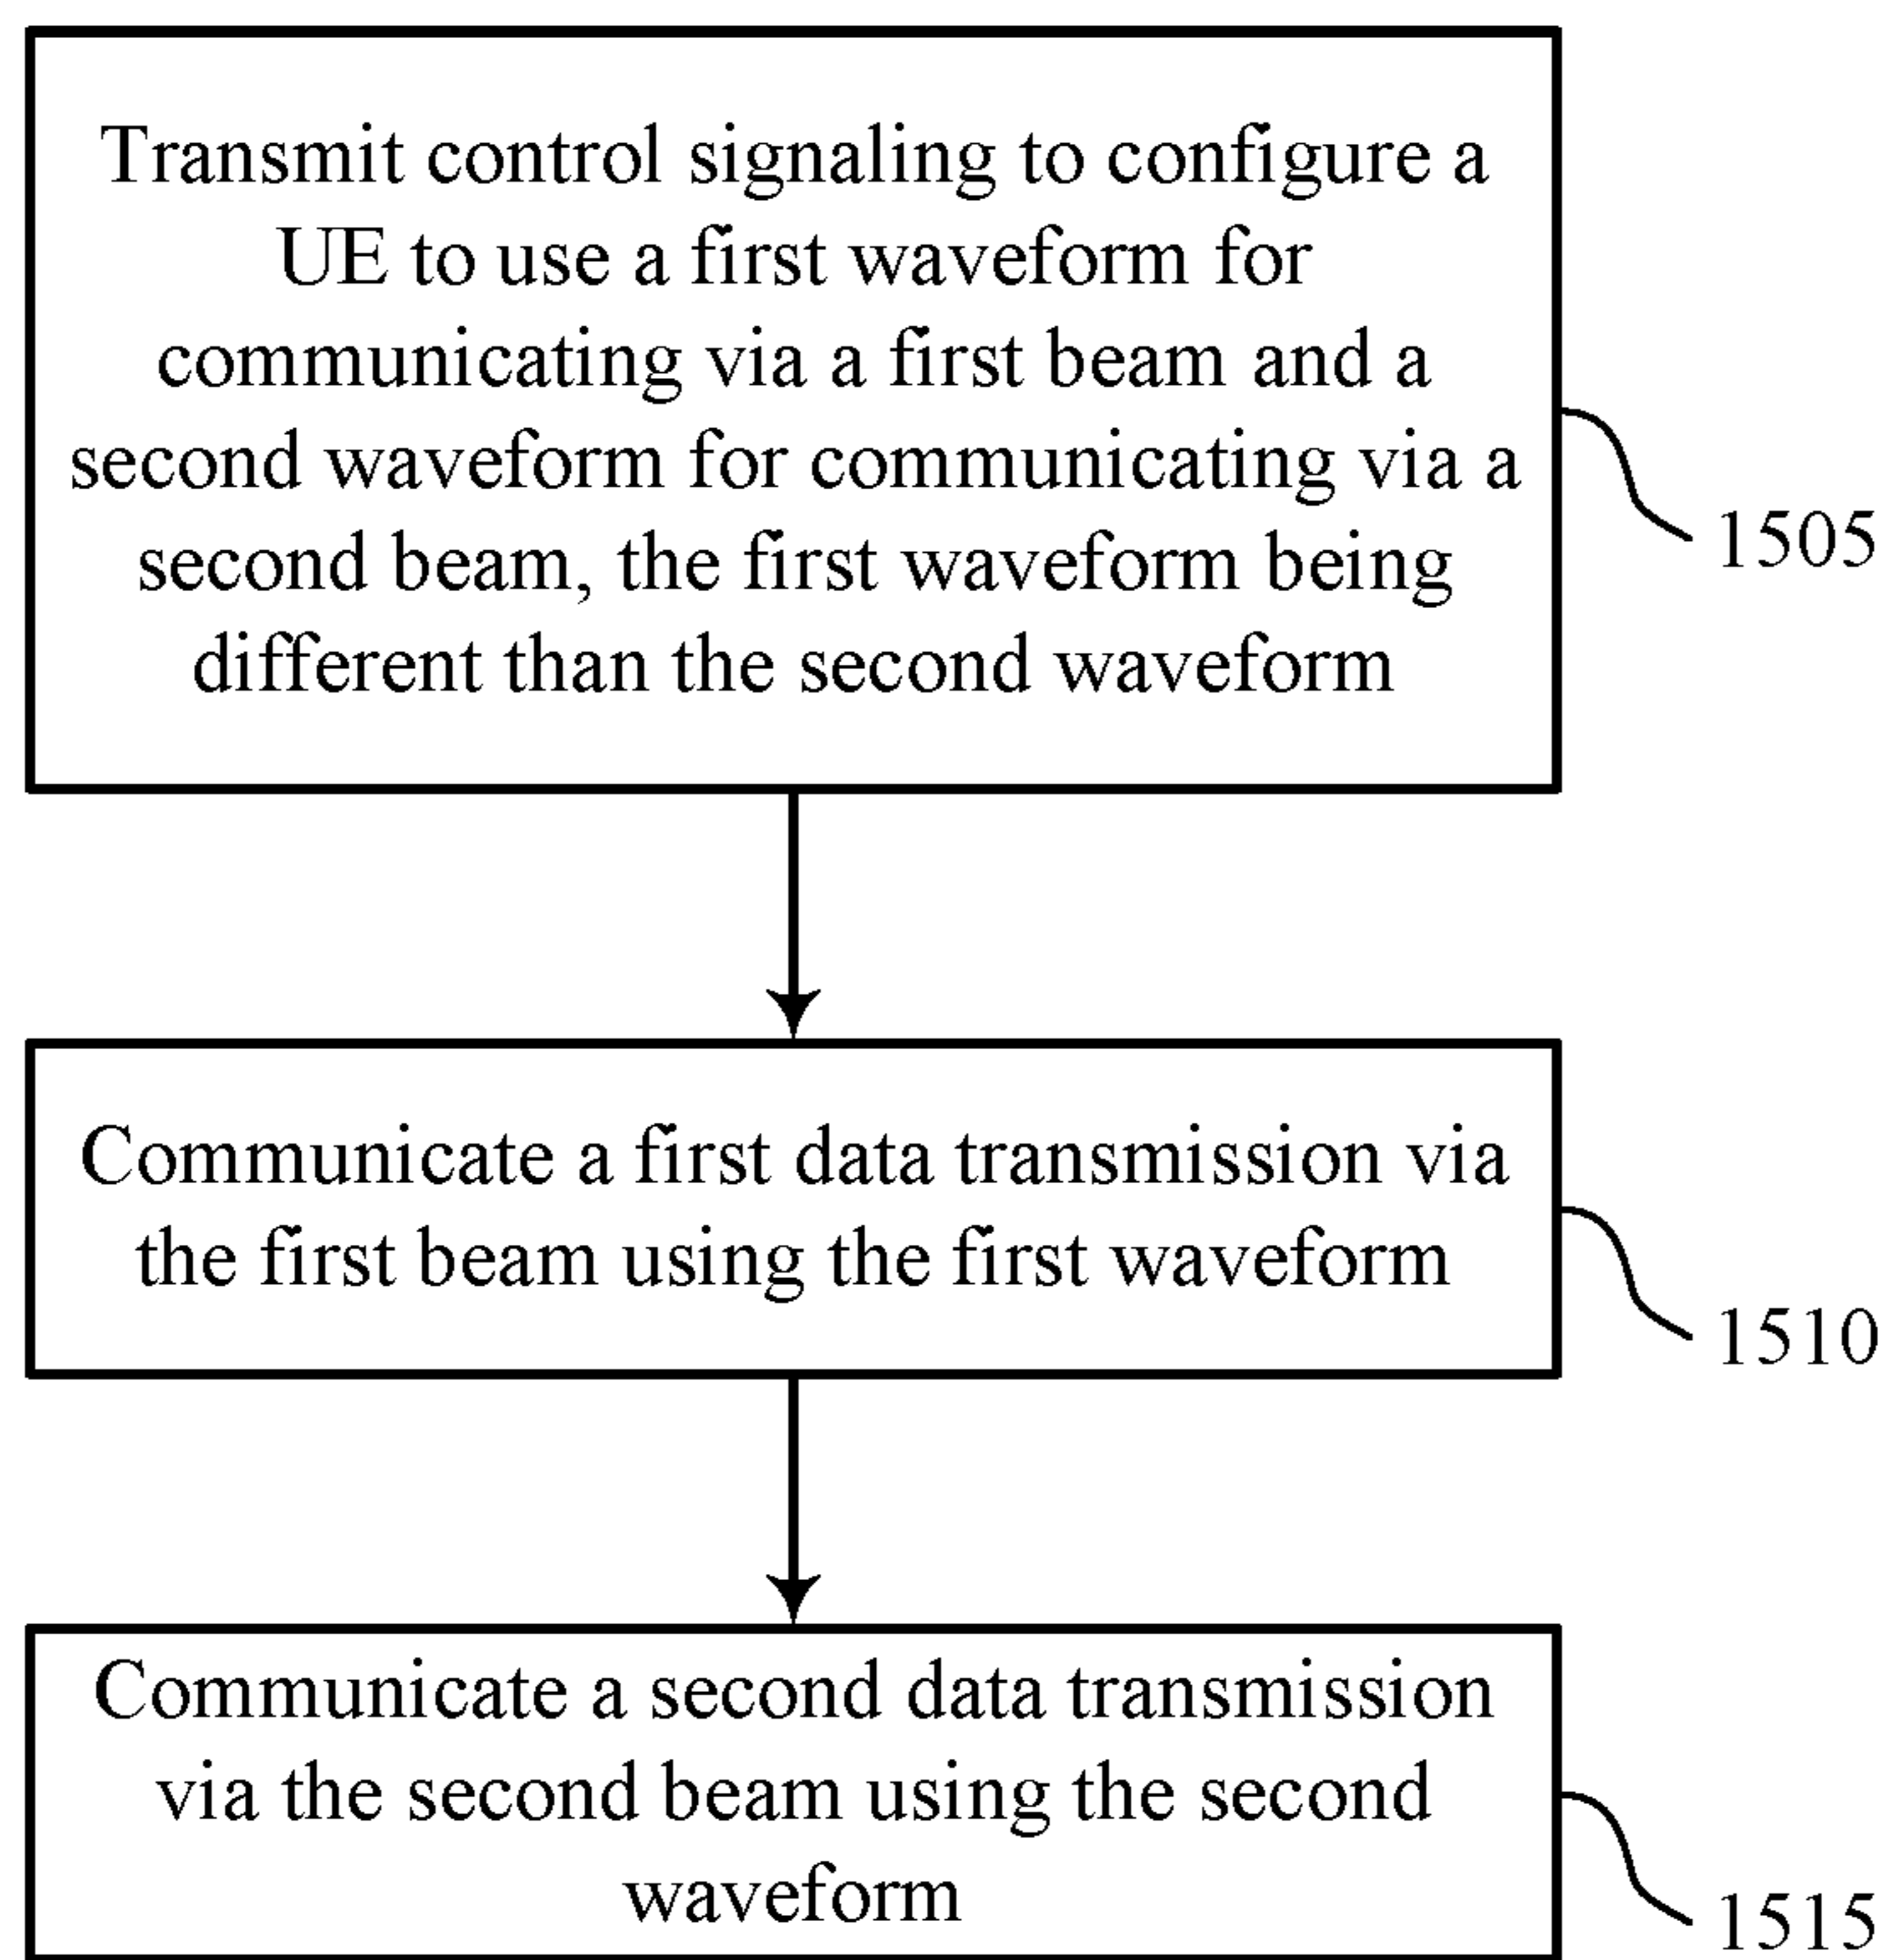 Transmit control signaling to configure a
UE to use a first waveform for
communicating via a first beam and a
second waveform for communicating via a
second beam, the first waveform being
different than the second waveform
1505
Communicate a first data transmission via
the first beam using the first waveform
1510
Communicate a second data transmission
via the second beam using the second
waveform
1515